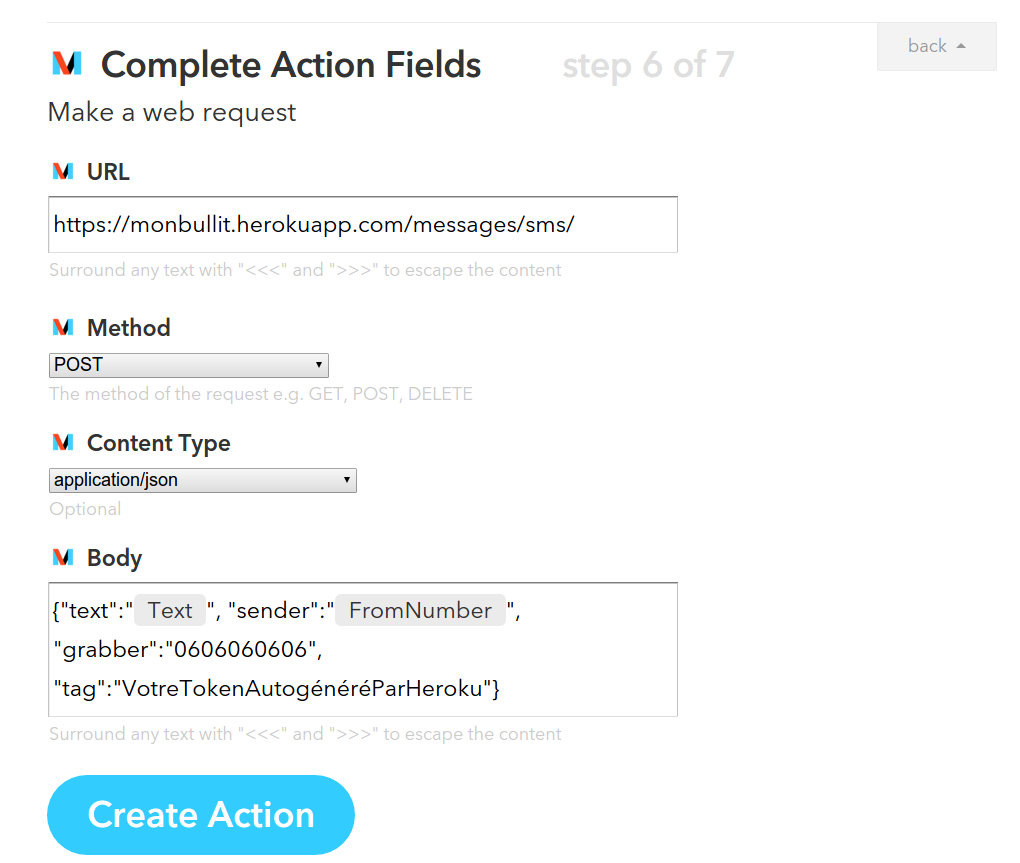 back
Complete Action Fields step 6 of 7
Make a web request
URL
https://monbullit.herokuapp.com/messages/sms/
Surround any text with "<<<" and ">>>" to escape the content
Method
POST
The method of the request e.g. GET, POST, DELETE
Content Type
application/json
Optional
Body
{"text":" Text ", "sender":" FromNumber ",
"grabber":"0606060606",
"tag":"VotreTokenAutogénéréParHeroku"}
Surround any text with "<<<" and ">>>" to escape the content
Create Action